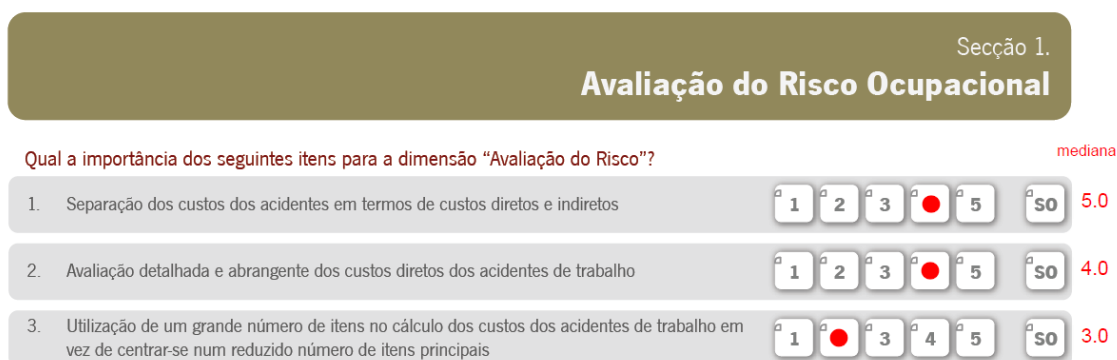 Secção 1.
Avaliação do Risco Ocupacional
Qual a importância dos seguintes itens para a dimensão “Avaliação do Risco”?
mediana
1. Separação dos custos dos acidentes em termos de custos diretos e indiretos 1 2 3 5 SO 5.0
2. Avaliação detalhada e abrangente dos custos diretos dos acidentes de trabalho 1 2 3 5 SO 4.0
3. Utilização de um grande número de itens no cálculo dos custos dos acidentes de trabalho em
vez de centrar-se num reduzido número de itens principais 1 3 4 5 SO 3.0